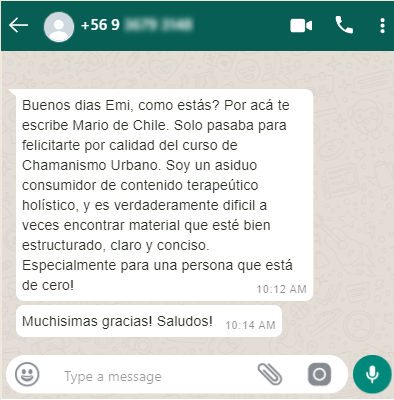 +56 9
Buenos dias Emi, como estás? Por acá te
escribe Mario de Chile. Solo pasaba para
felicitarte por calidad del curso de
Chamanismo Urbano. Soy un asiduo
consumidor de contenido terapeútico
holístico, y es verdaderamente dificil a
veces encontrar material que esté bien
estructurado, claro y conciso.
Especialmente para una persona que está
de cero!
10:12 AM
Muchisimas gracias! Saludos!
10:14 AM
Type a message